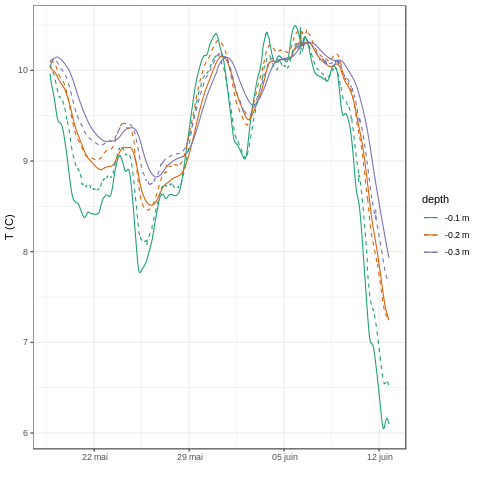 T (C)
10
9
8
7
6
22 mai
29 mai
05 juin
12 juin
depth
-0.1 m
-0.2 m
-0.3 m